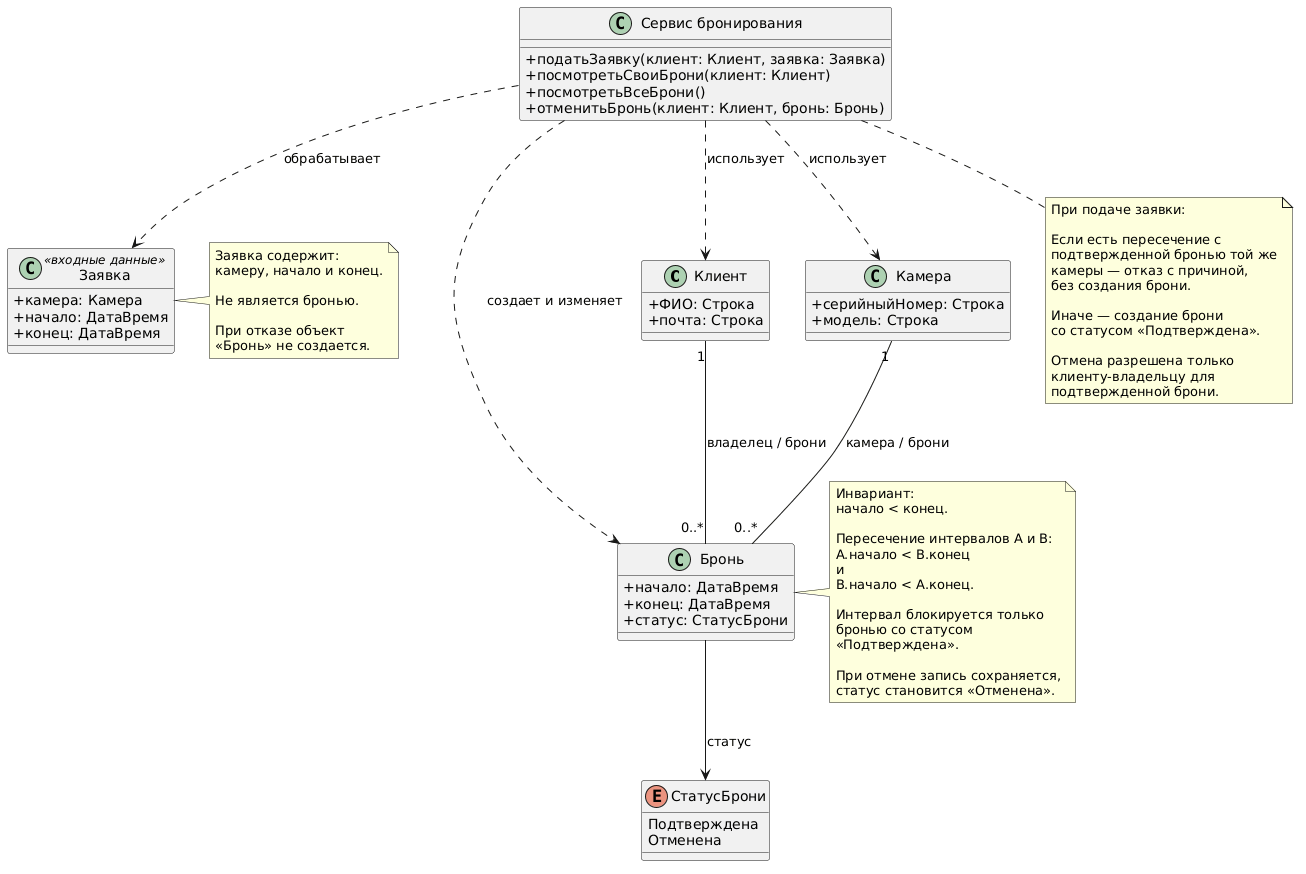 C Сервис бронирования
+податьЗаявку(клиент: Клиент, заявка: Заявка)
+посмотретьСвоиБрони(клиент: Клиент)
+посмотретьВсеБрони()
+отменитьБронь(клиент: Клиент, бронь: Бронь)
обрабатывает
использует
использует
создает и изменяет
C «входные данные»
Заявка
+камера: Камера
+начало: ДатаВремя
+конец: ДатаВремя
Заявка содержит:
камеру, начало и конец.
Не является бронью.
При отказе объект
«Бронь» не создается.
C Клиент
+ФИО: Строка
+почта: Строка
C Камера
+серийныйНомер: Строка
+модель: Строка
При подаче заявки:
Если есть пересечение с
подтвержденной бронью той же
камеры — отказ с причиной,
без создания брони.
Иначе — создание брони
со статусом «Подтверждена».
Отмена разрешена только
клиенту-владельцу для
подтвержденной брони.
1
1
владелец / брони
камера / брони
0..*
0..*
C Бронь
+начало: ДатаВремя
+конец: ДатаВремя
+статус: СтатусБрони
Инвариант:
начало < конец.
Пересечение интервалов A и B:
A.начало < B.конец
и
B.начало < A.конец.
Интервал блокируется только
бронью со статусом
«Подтверждена».
При отмене запись сохраняется,
статус становится «Отменена».
статус
E СтатусБрони
Подтверждена
Отменена